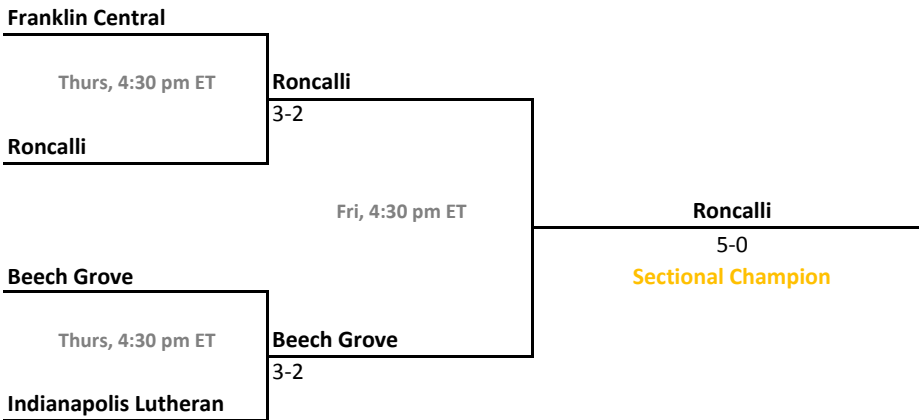 Franklin Central
Thurs, 4:30 pm ET
Roncalli
3-2
Roncalli
Fri, 4:30 pm ET
Roncalli
5-0
Sectional Champion
Beech Grove
Thurs, 4:30 pm ET
Beech Grove
3-2
Indianapolis Lutheran